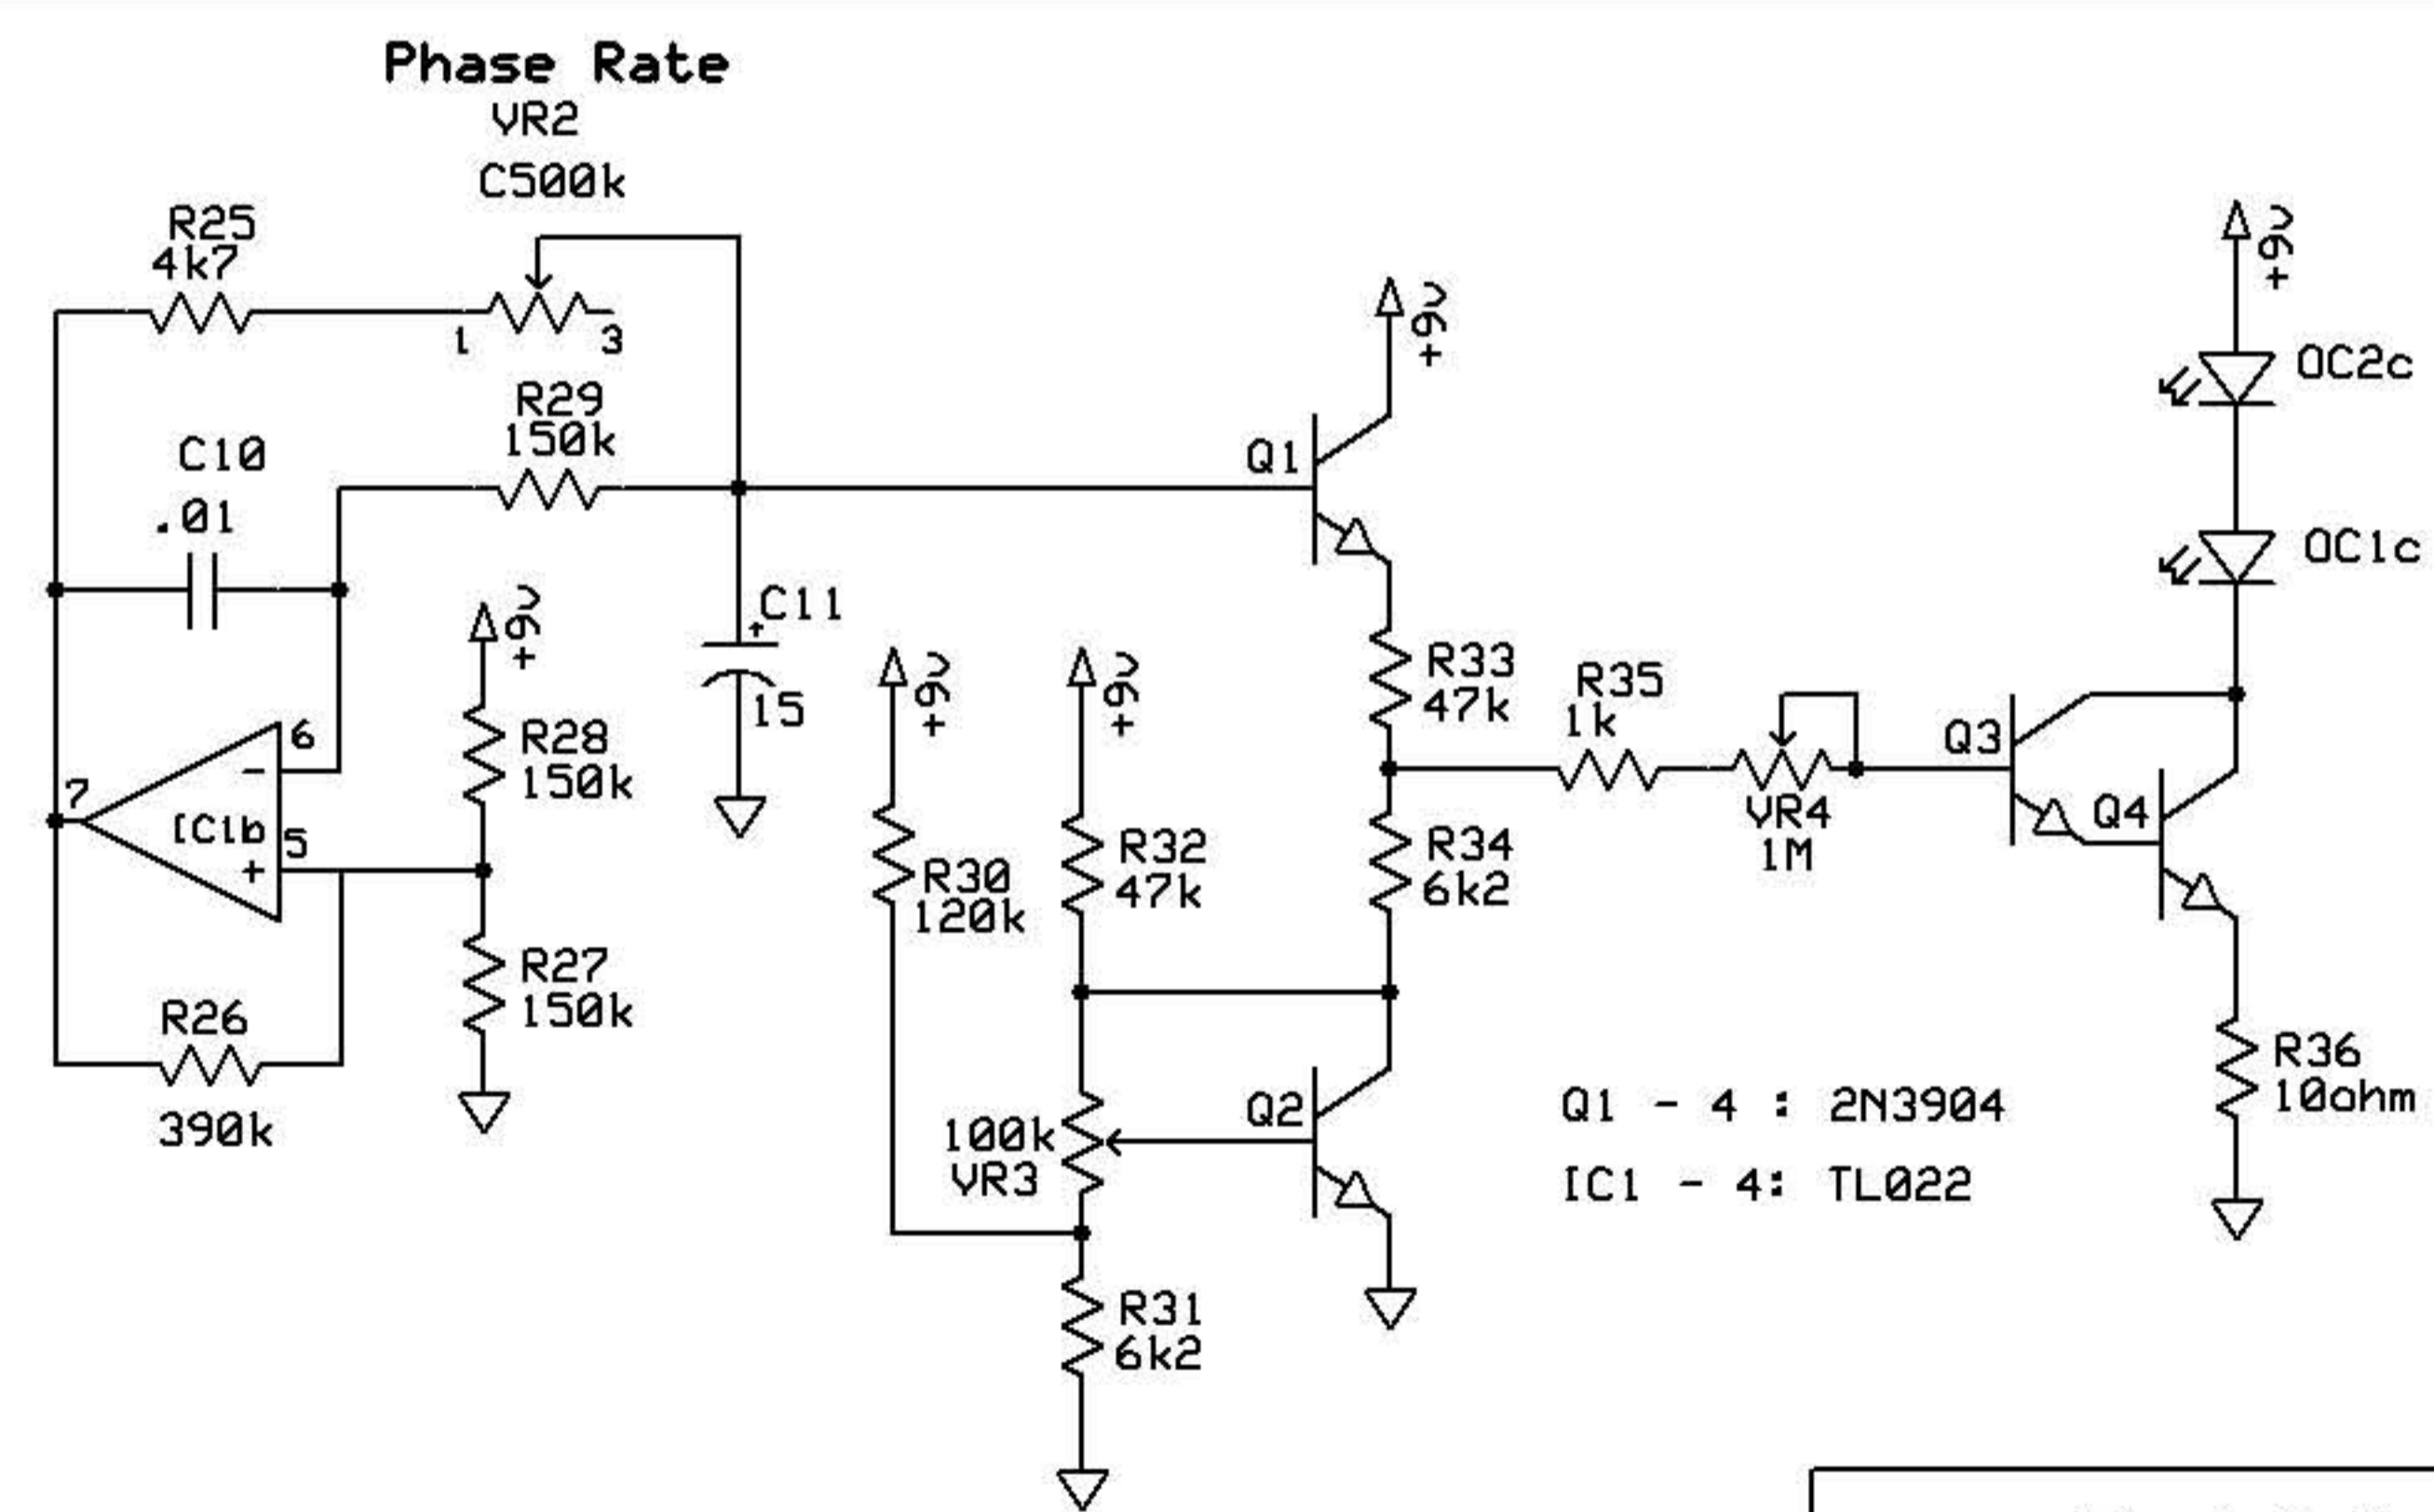 Phase Rate
VR2
C500k
R25
4k7
1
3
R29
150k
C10
.01
+9V
C11
+
15
7
6
-
IC1b
5
+
R28
150k
R27
150k
R26
390k
+9V
R30
120k
+9V
R32
47k
100k
VR3
R31
6k2
+9V
Q1
R33
47k
R34
6k2
Q2
R35
1k
VR4
1M
Q3
Q4
+9V
OC2c
OC1c
R36
10ohm
Q1 - 4 : 2N3904
IC1 - 4: TL022